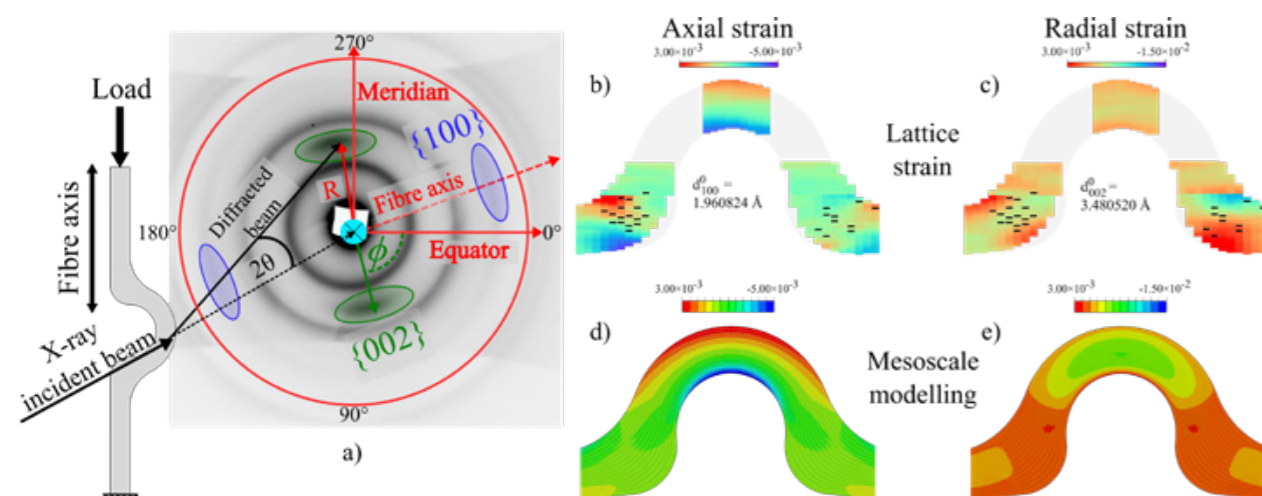 270°
Load
Meridian
{100}
Fibre axis
Diffracted
beam
R
Fibre axis
180°
0°
2θ
Equator
ϕ
X-ray
incident beam
{002}
90°
a)
Axial strain
3.00×10⁻³
-5.00×10⁻³
b)
d⁰₁₀₀ =
1.960824 Å
Lattice
strain
Radial strain
3.00×10⁻³
-1.50×10⁻²
c)
d⁰₀₀₂ =
3.480520 Å
3.00×10⁻³
-5.00×10⁻³
d)
Mesoscale
modelling
3.00×10⁻³
-1.50×10⁻²
e)